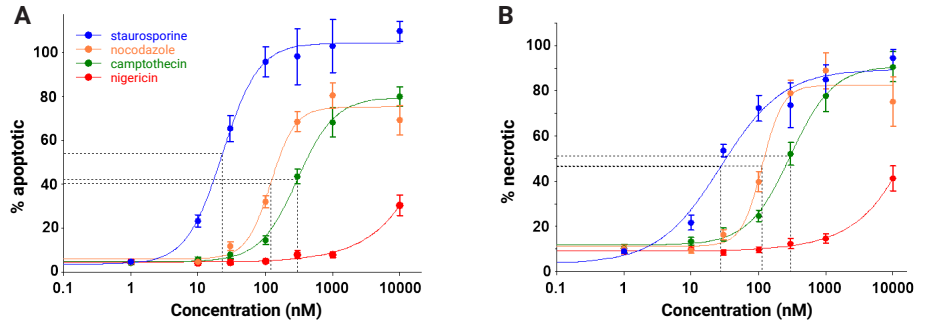 A
% apoptotic
100
80
60
40
20
0
staurosporine
nocodazole
camptothecin
nigericin
0.1 1 10 100 1000 10000
Concentration (nM)
B
% necrotic
100
80
60
40
20
0
0.1 1 10 100 1000 10000
Concentration (nM)